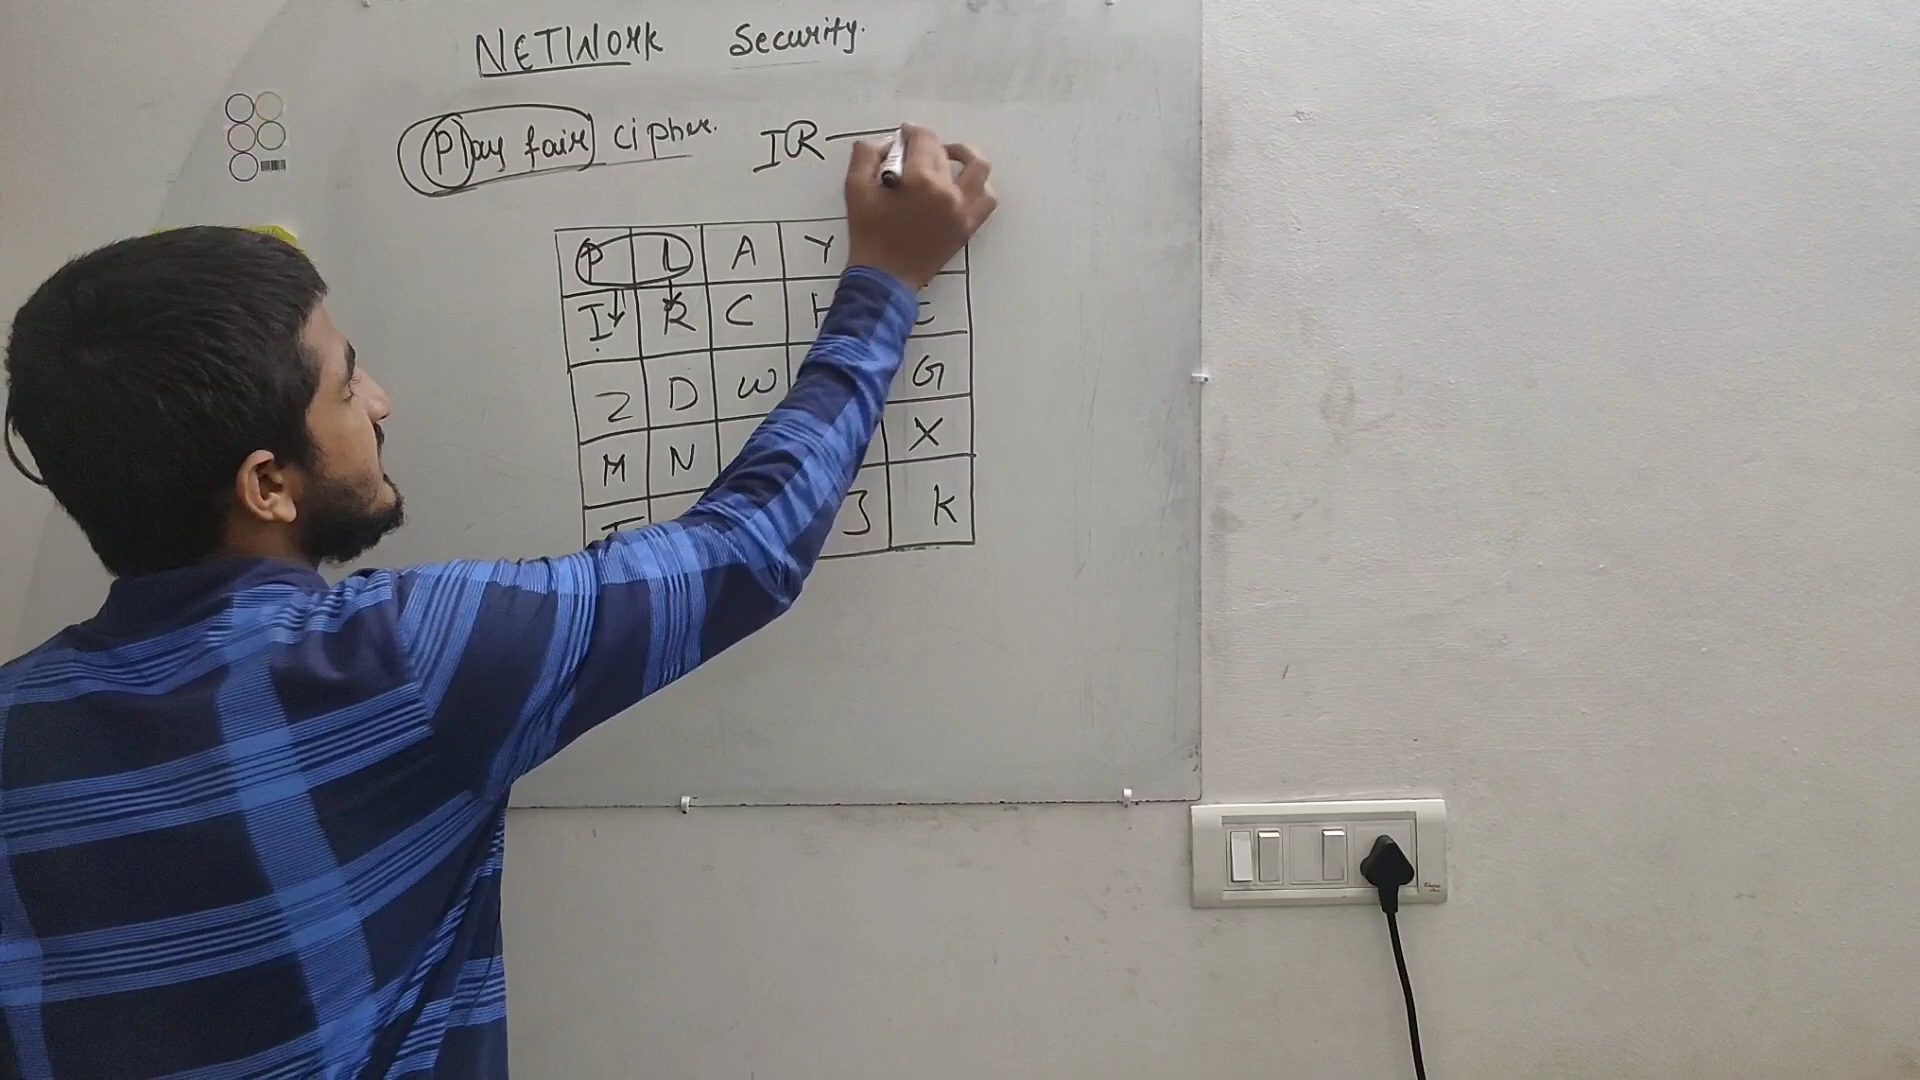 NETWORK Security.
Play fair cipher. IR
P L A Y
I R C H E
Z D W G
M N X
J K